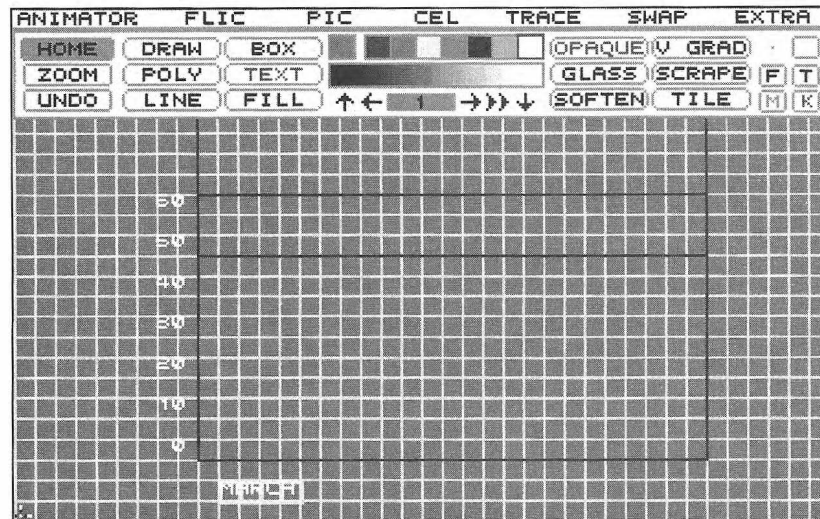 ANIMATOR FLIC PIC CEL TRACE SWAP EXTRA
HOME DRAW BOX OPAQUE V GRAD
ZOOM POLY TEXT GLASS SCRAPE F T
UNDO LINE FILL 1 SOFTEN TILE M K
60
50
40
30
20
10
0
MARCH